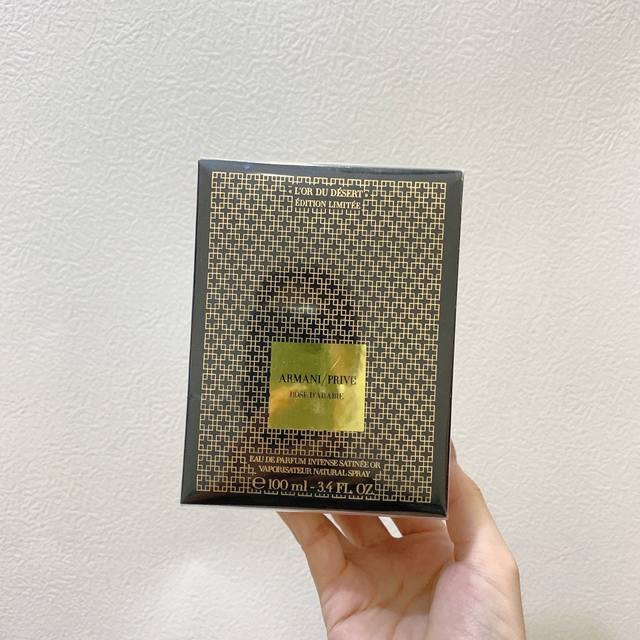 L'OR DU DÉSERT
ÉDITION LIMITÉE
ARMANI/PRIVÉ
ROSE D'ARABIE
EAU DE PARFUM INTENSE SATINÉE OR
VAPORISATEUR NATURAL SPRAY
℮ 100 ml - 3.4 FL. OZ